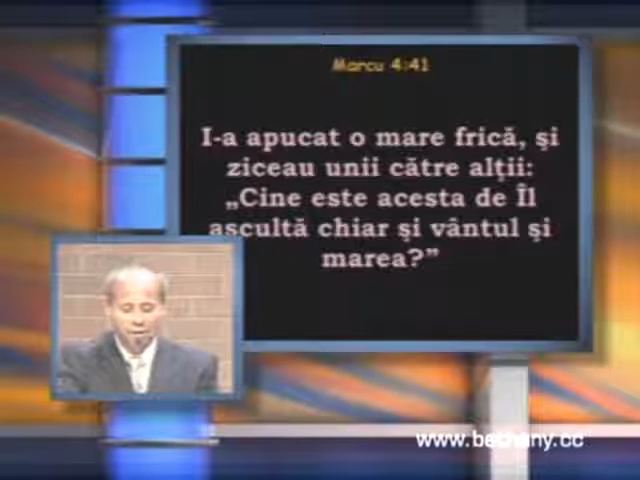 Marcu 4:41
I-a apucat o mare frică, şi
ziceau unii către alţii:
„Cine este acesta de Îl
ascultă chiar şi vântul şi
marea?”
www.bethany.cc